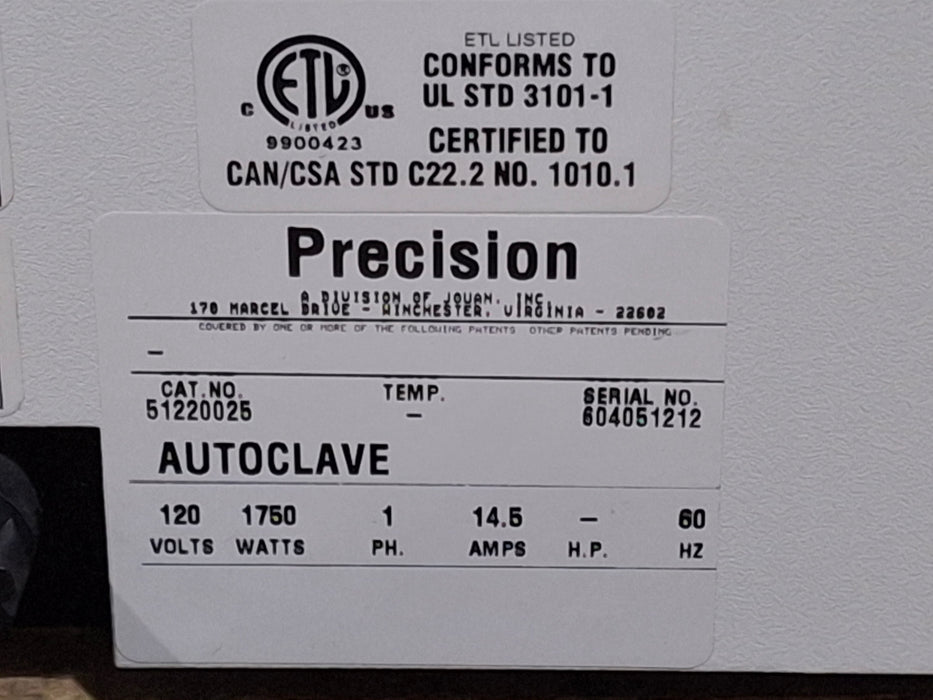 ETL LISTED
CONFORMS TO
UL STD 3101-1
C ETL® US
LISTED
9900423
CERTIFIED TO
CAN/CSA STD C22.2 NO. 1010.1
Precision
A DIVISION OF JOUAN, INC.
170 MARCEL DRIVE - WINCHESTER, VIRGINIA - 22602
COVERED BY ONE OR MORE OF THE FOLLOWING PATENTS OTHER PATENTS PENDING
–
CAT.NO. TEMP. SERIAL NO.
51220025 – 604051212
AUTOCLAVE
120 1750 1 14.5 – 60
VOLTS WATTS PH. AMPS H.P. HZ